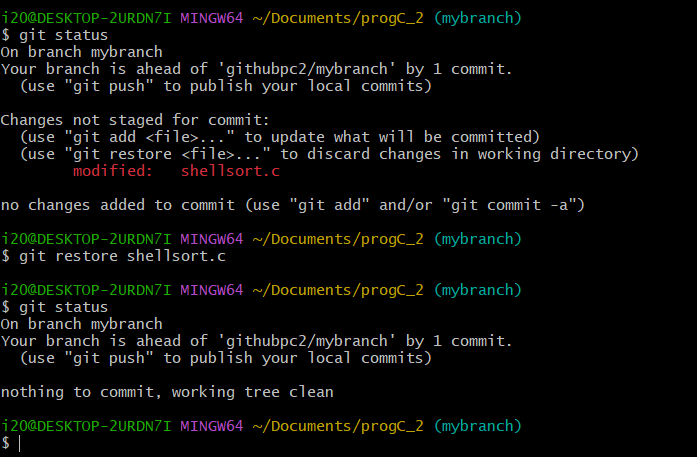 i20@DESKTOP-2URDN7I MINGW64 ~/Documents/progC_2 (mybranch)
$ git status
On branch mybranch
Your branch is ahead of 'githubpc2/mybranch' by 1 commit.
  (use "git push" to publish your local commits)

Changes not staged for commit:
  (use "git add <file>..." to update what will be committed)
  (use "git restore <file>..." to discard changes in working directory)
        modified:   shellsort.c

no changes added to commit (use "git add" and/or "git commit -a")

i20@DESKTOP-2URDN7I MINGW64 ~/Documents/progC_2 (mybranch)
$ git restore shellsort.c

i20@DESKTOP-2URDN7I MINGW64 ~/Documents/progC_2 (mybranch)
$ git status
On branch mybranch
Your branch is ahead of 'githubpc2/mybranch' by 1 commit.
  (use "git push" to publish your local commits)

nothing to commit, working tree clean

i20@DESKTOP-2URDN7I MINGW64 ~/Documents/progC_2 (mybranch)
$